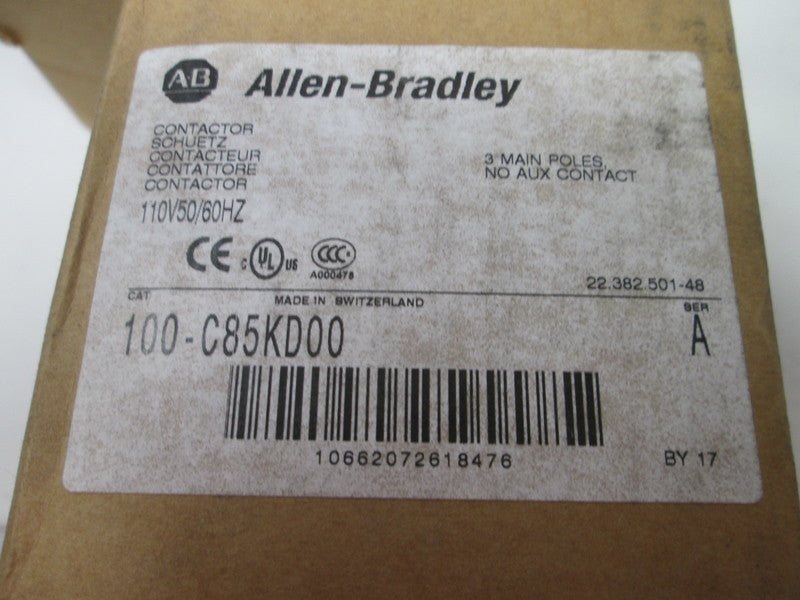 AB Allen-Bradley
CONTACTOR
SCHUETZ
CONTACTEUR
CONTATTORE
CONTACTOR
3 MAIN POLES,
NO AUX CONTACT
110V50/60HZ
CE C UL US CCC
A000478
22.382.501-48
CAT MADE IN SWITZERLAND SER
100-C85KD00 A
10662072618476
BY 17